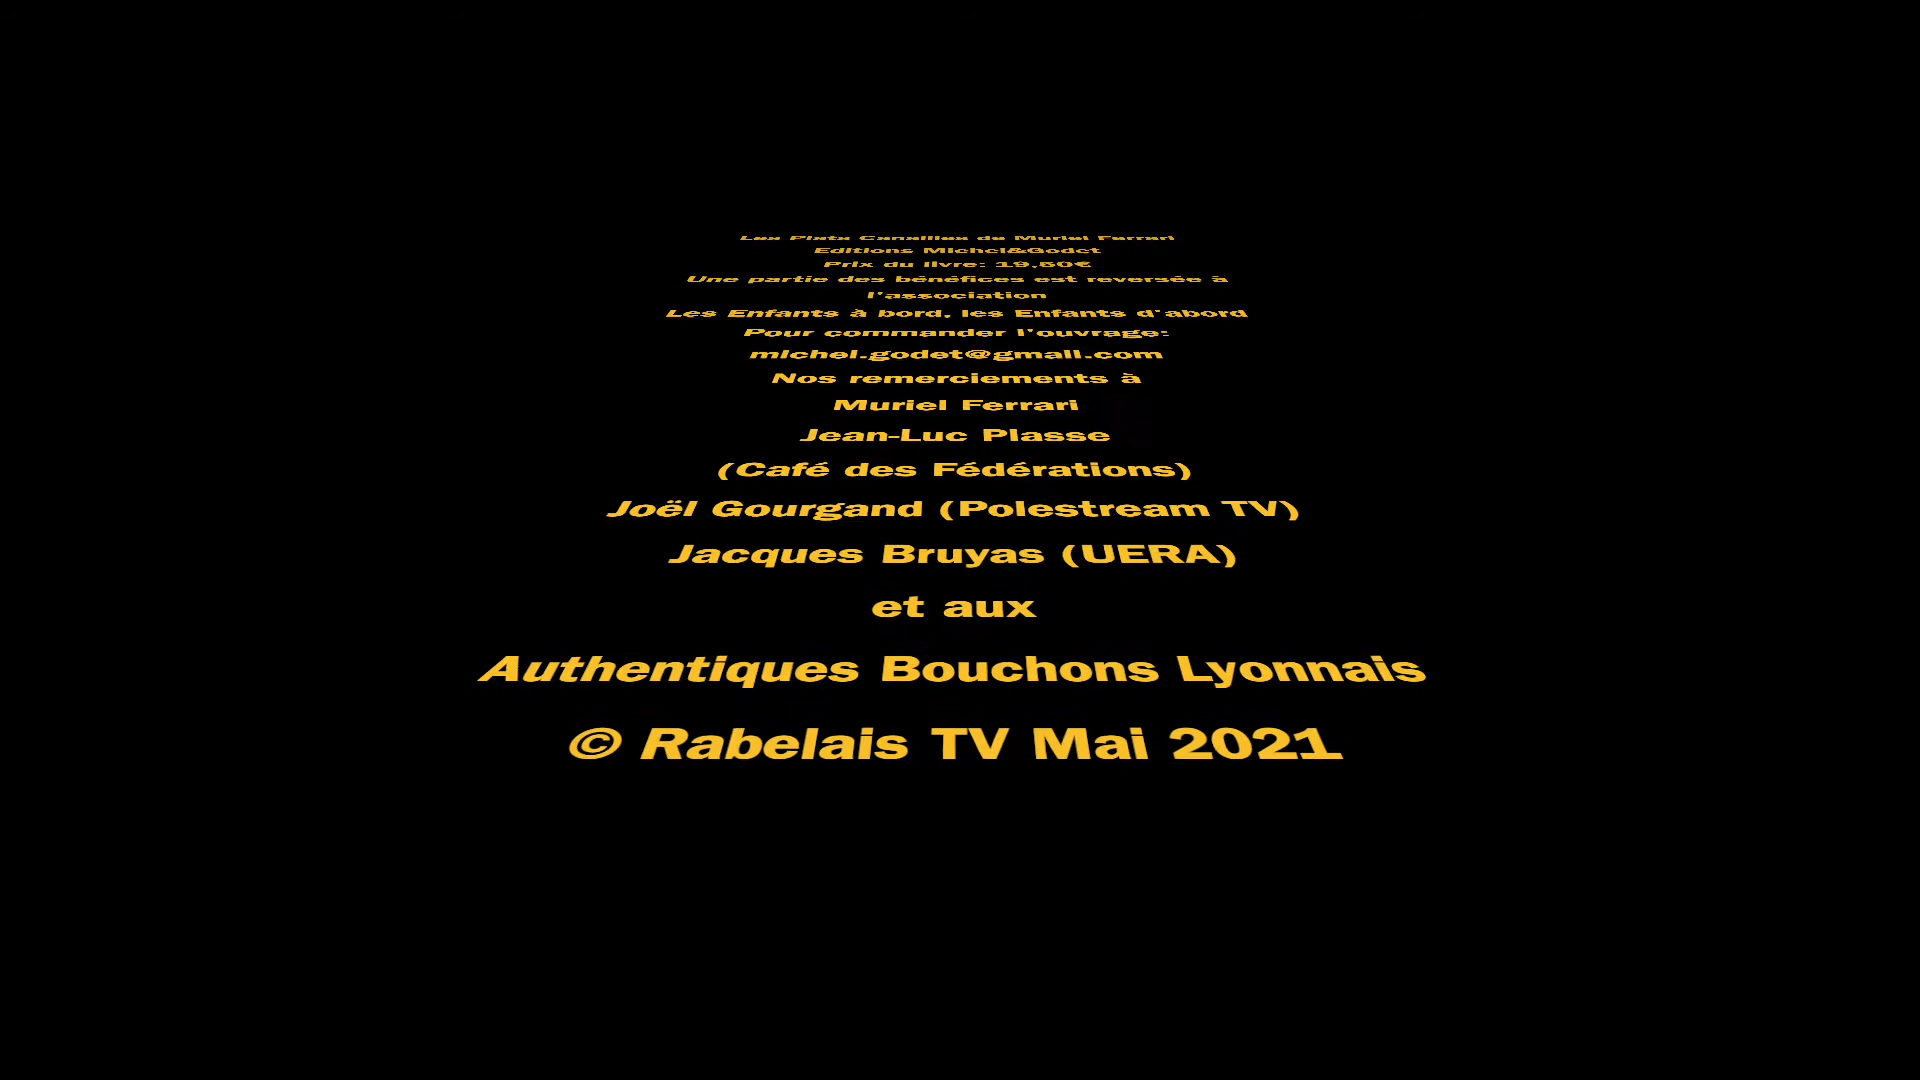 Les Plats Canailles de Muriel Ferrari
Editions Michel&Godet
Prix du livre: 19,50€
Une partie des bénéfices est reversée à
l'association
Les Enfants à bord, les Enfants d'abord
Pour commander l'ouvrage:
michel.godet@gmail.com
Nos remerciements à
Muriel Ferrari
Jean-Luc Plasse
(Café des Fédérations)
Joël Gourgand (Polestream TV)
Jacques Bruyas (UERA)
et aux
Authentiques Bouchons Lyonnais
© Rabelais TV Mai 2021